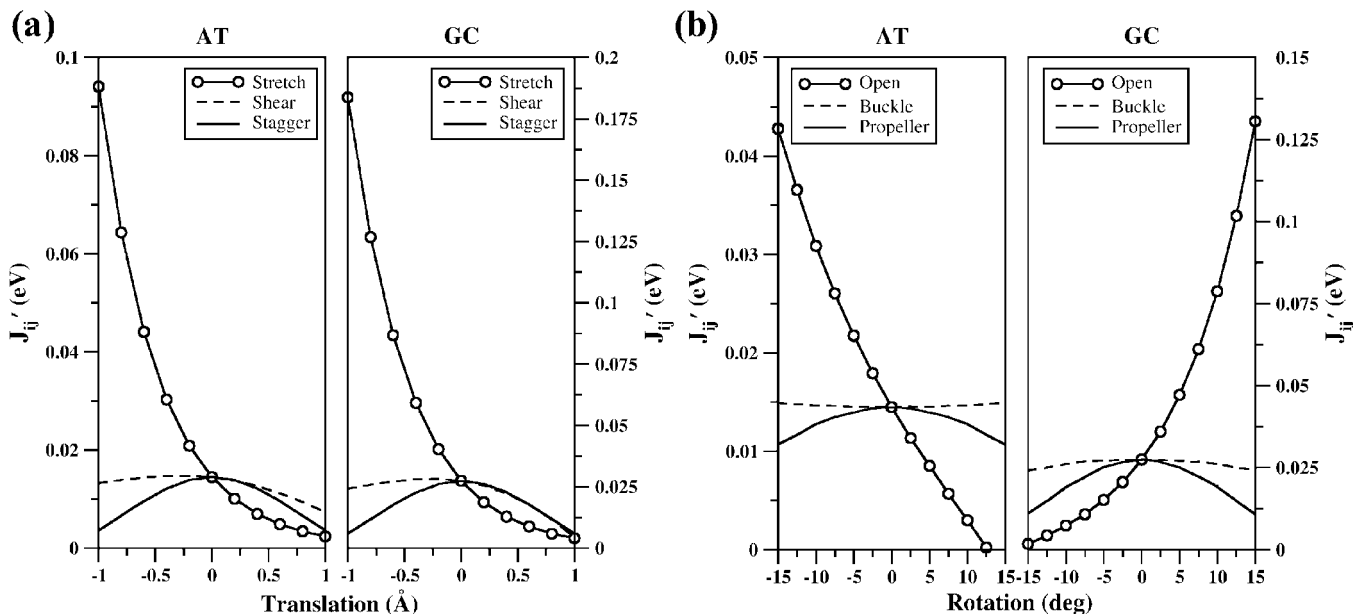 (a)
AT
GC
0.1
0.08
0.06
0.04
0.02
0
J_ij′ (eV)
Stretch
Shear
Stagger
-1
-0.5
0
0.5
1
Stretch
Shear
Stagger
-1
-0.5
0
0.5
1
0.2
0.175
0.15
0.125
0.1
0.075
0.05
0.025
0
J_ij′ (eV)
Translation (Å)
(b)
AT
GC
0.05
0.04
0.03
0.02
0.01
0
J_ij′ (eV)
Open
Buckle
Propeller
-15
-10
-5
0
5
10
15
Open
Buckle
Propeller
-15
-10
-5
0
5
10
15
0.15
0.125
0.1
0.075
0.05
0.025
0
J_ij′ (eV)
Rotation (deg)